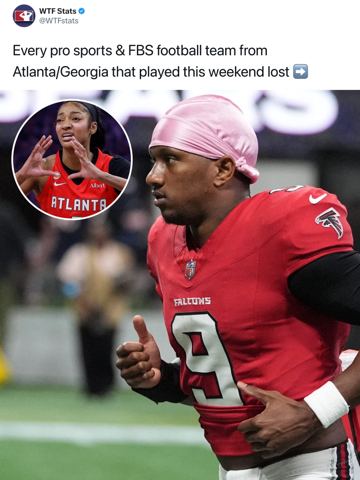 WTF Stats
@WTFstats
Every pro sports & FBS football team from
Atlanta/Georgia that played this weekend lost ➡️
ATLANTA
FALCONS
9